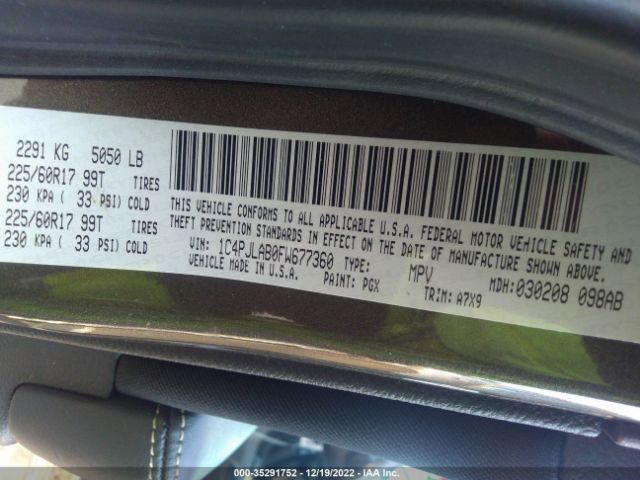 2291 KG 5050 LB
225/60R17 99T TIRES
230 KPA ( 33 PSI) COLD
225/60R17 99T TIRES
230 KPA ( 33 PSI) COLD
THIS VEHICLE CONFORMS TO ALL APPLICABLE U.S.A. FEDERAL MOTOR VEHICLE SAFETY AND
THEFT PREVENTION STANDARDS IN EFFECT ON THE DATE OF MANUFACTURE SHOWN ABOVE.
VIN: 1C4PJLAB0FW677360 TYPE: MPV MDH: 030208 098AB
MADE IN U.S.A. PAINT: PGX TRIM: A7X9
000-35291752 - 12/19/2022 - IAA Inc.